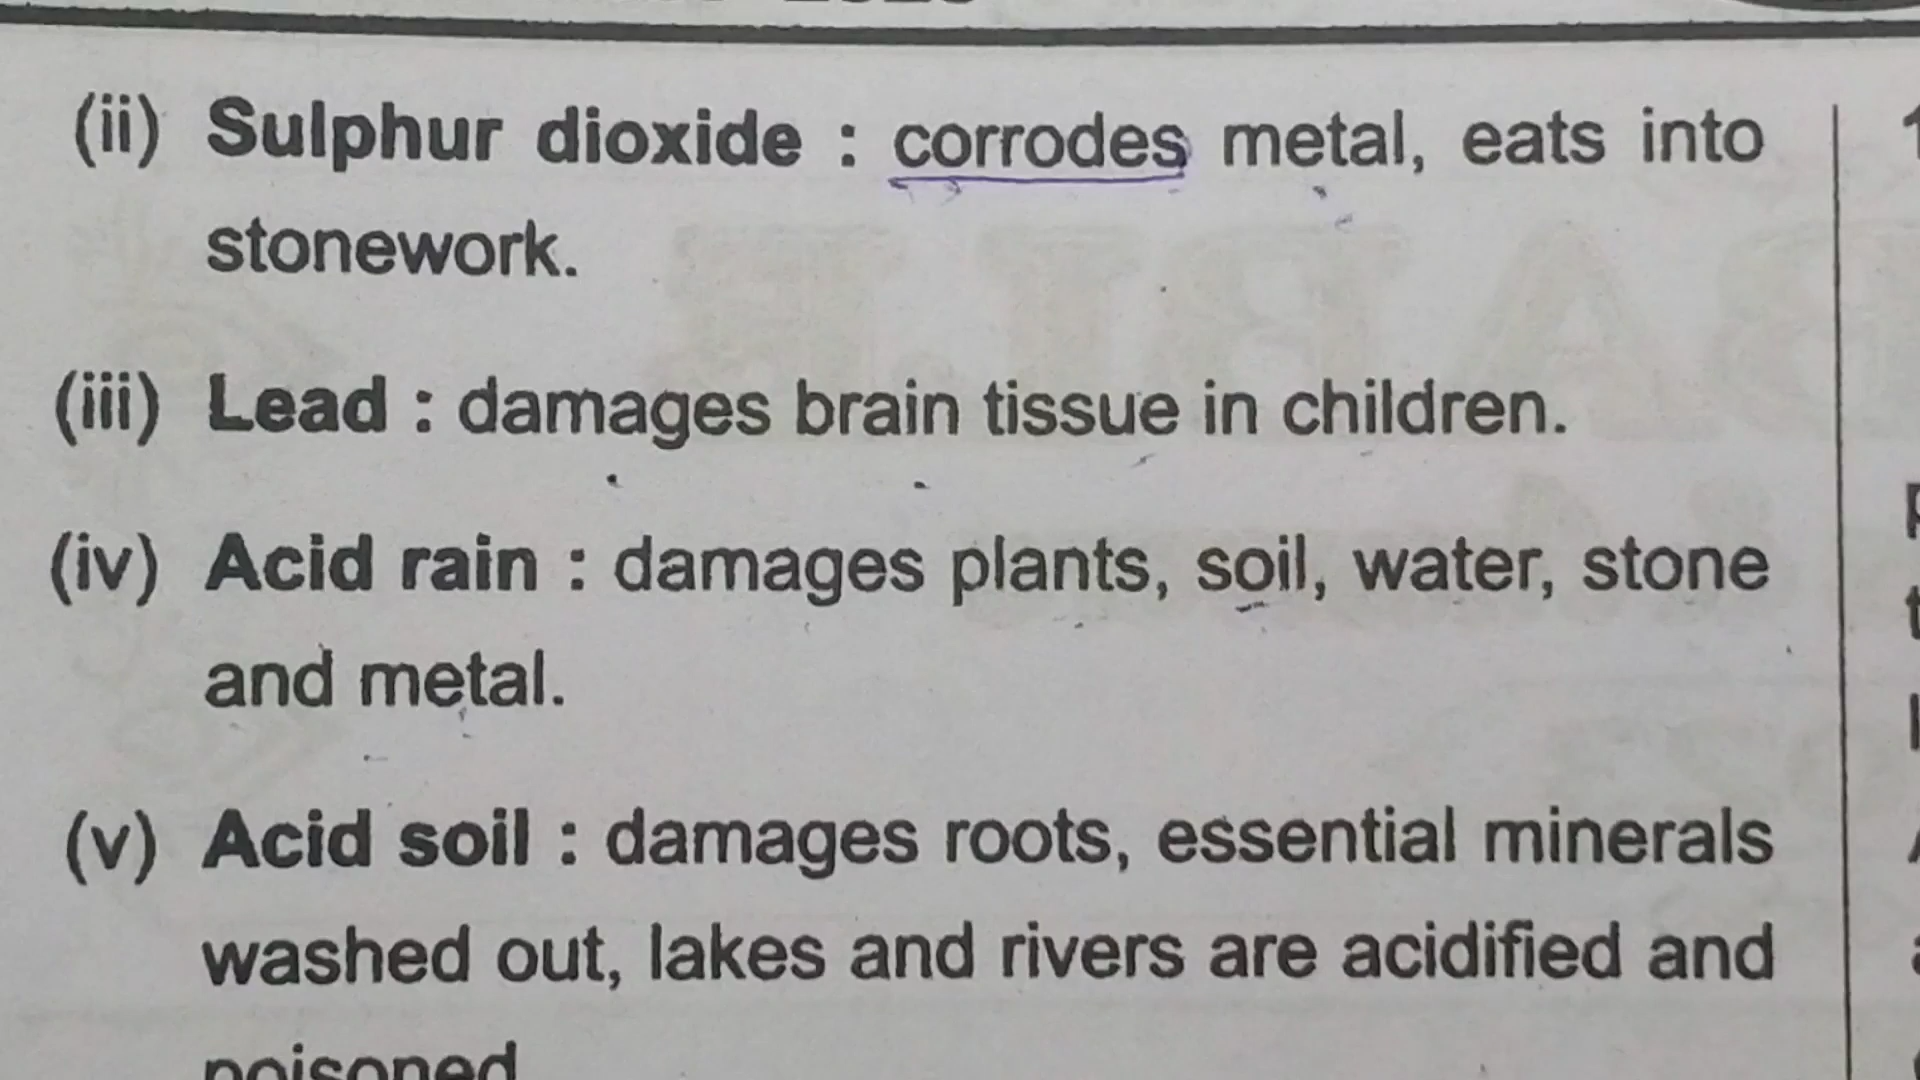 (ii) Sulphur dioxide : corrodes metal, eats into
stonework.
(iii) Lead : damages brain tissue in children.
(iv) Acid rain : damages plants, soil, water, stone
and metal.
(v) Acid soil : damages roots, essential minerals
washed out, lakes and rivers are acidified and
poisoned